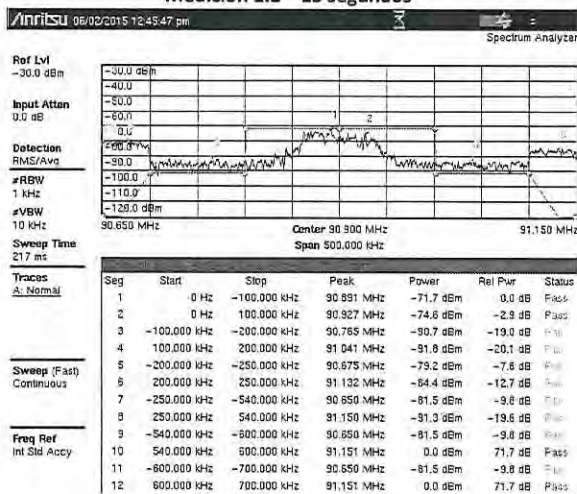 Medición 2.2 - 15 segundos
Anritsu 06/02/2015 12:45:47 pm
Spectrum Analyzer
Ref Lvl
-30.0 dBm
Input Atten
0.0 dB
Detection
RMS/Avg
#RBW
1 kHz
#VBW
10 kHz
Sweep Time
217 ms
Traces
A: Normal
Sweep (Fast)
Continuous
Freq Ref
Int Std Accy
-30.0 dBm
-40.0
-50.0
-60.0
-90.0
-100.0
-110.0
-120.0 dBm
1
2
90.650 MHz
Center 90.900 MHz
91.150 MHz
Span 500.000 kHz
Seg Start Stop Peak Power Rel Pwr Status
1 0 Hz -100.000 kHz 90.891 MHz -71.7 dBm 0.0 dB Pass
2 0 Hz 100.000 kHz 90.927 MHz -74.6 dBm -2.9 dB Pass
3 -100.000 kHz -200.000 kHz 90.765 MHz -90.7 dBm -19.0 dB
4 100.000 kHz 200.000 kHz 91.041 MHz -91.8 dBm -20.1 dB
5 -200.000 kHz -250.000 kHz 90.675 MHz -79.2 dBm -7.6 dB
6 200.000 kHz 250.000 kHz 91.132 MHz -84.4 dBm -12.7 dB
7 -250.000 kHz -540.000 kHz 90.650 MHz -81.5 dBm -9.8 dB
8 250.000 kHz 540.000 kHz 91.150 MHz -91.3 dBm -19.6 dB
9 -540.000 kHz -600.000 kHz 90.650 MHz -81.5 dBm -9.8 dB
10 540.000 kHz 600.000 kHz 91.151 MHz 0.0 dBm 71.7 dB Pass
11 -600.000 kHz -700.000 kHz 90.650 MHz -81.5 dBm -9.8 dB
12 600.000 kHz 700.000 kHz 91.151 MHz 0.0 dBm 71.7 dB Pass